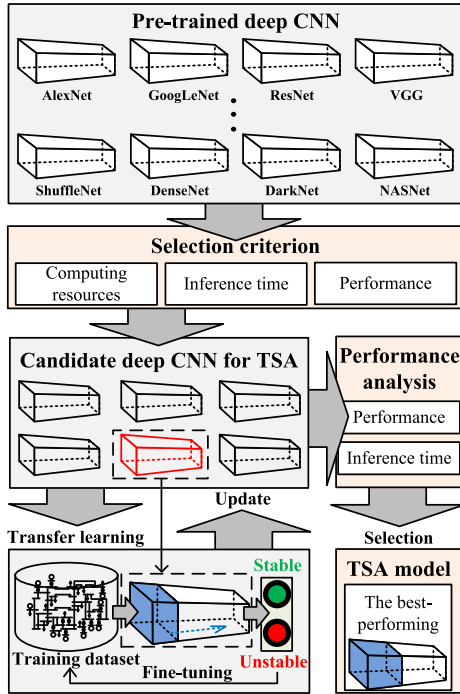 Pre-trained deep CNN
AlexNet
GoogLeNet
ResNet
VGG
ShuffleNet
DenseNet
DarkNet
NASNet
Selection criterion
Computing
resources
Inference time
Performance
Candidate deep CNN for TSA
Performance
analysis
Performance
Inference time
Update
Transfer learning
Selection
Stable
Unstable
Training dataset
Fine-tuning
TSA model
The best-
performing